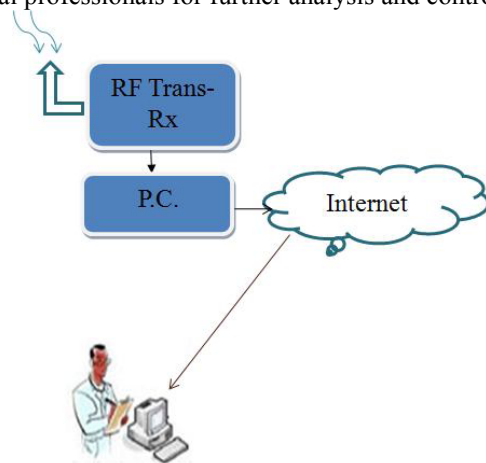 al professionals for further analysis and contro
RF Trans-
Rx
P.C.
Internet